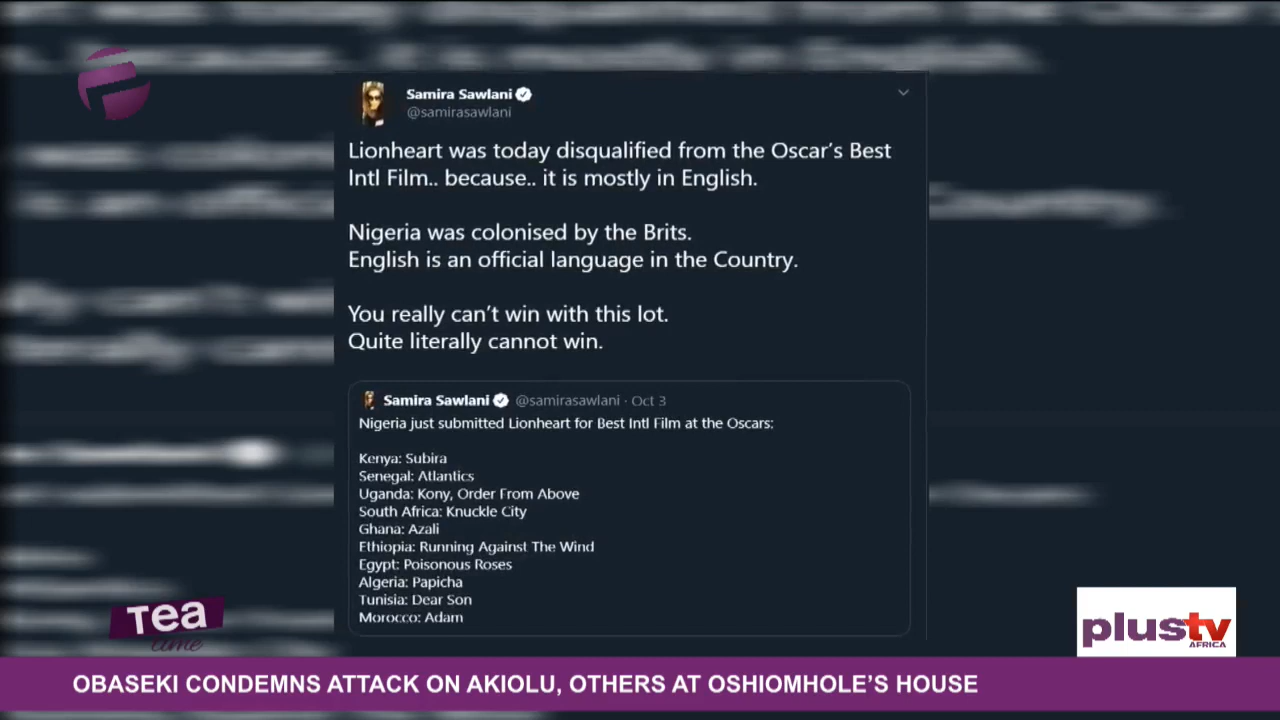 Samira Sawlani
@samirasawlani
Lionheart was today disqualified from the Oscar's Best
Intl Film.. because.. it is mostly in English.
Nigeria was colonised by the Brits.
English is an official language in the Country.
You really can't win with this lot.
Quite literally cannot win.
Samira Sawlani @samirasawlani · Oct 3
Nigeria just submitted Lionheart for Best Intl Film at the Oscars:
Kenya: Subira
Senegal: Atlantics
Uganda: Kony, Order From Above
South Africa: Knuckle City
Ghana: Azali
Ethiopia: Running Against The Wind
Egypt: Poisonous Roses
Algeria: Papicha
Tunisia: Dear Son
Morocco: Adam
Tea
time
plustv
AFRICA
OBASEKI CONDEMNS ATTACK ON AKIOLU, OTHERS AT OSHIOMHOLE'S HOUSE